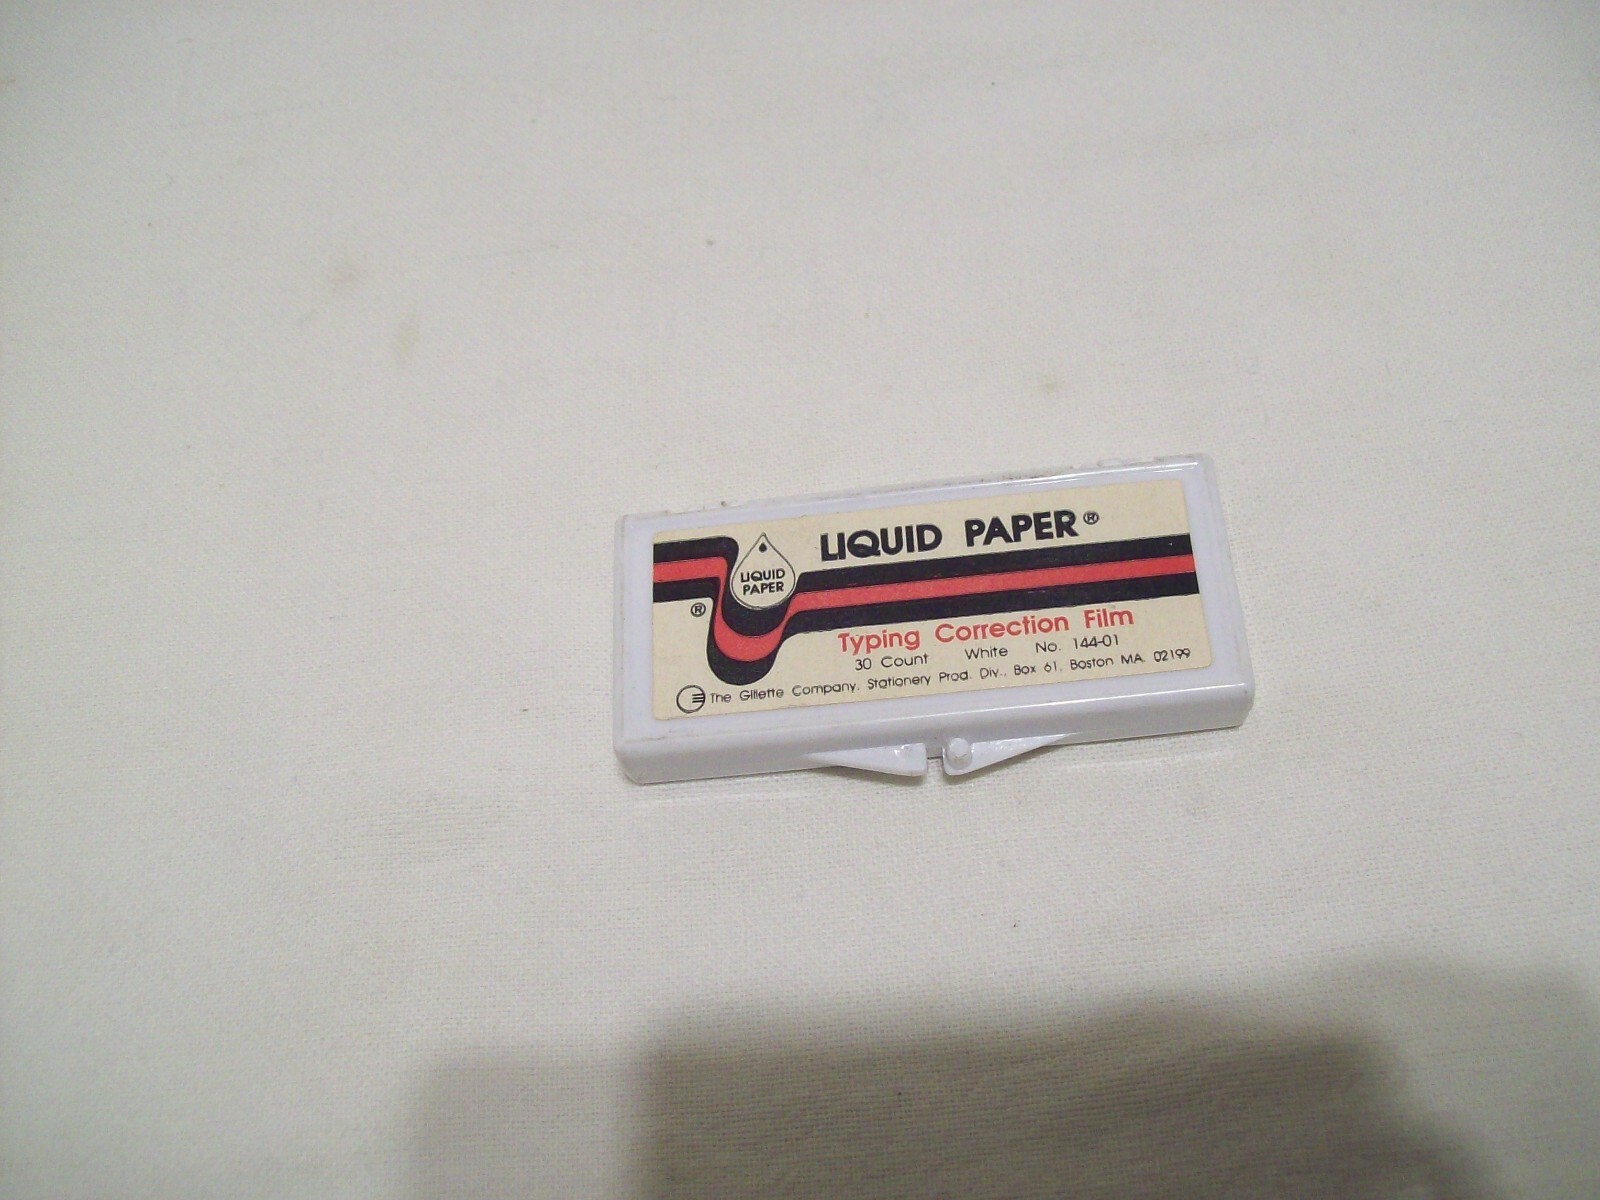 LIQUID PAPER®
LIQUID
PAPER
®
Typing Correction Film
30 Count White No. 144-01
The Gillette Company, Stationery Prod. Div., Box 61, Boston MA. 02199